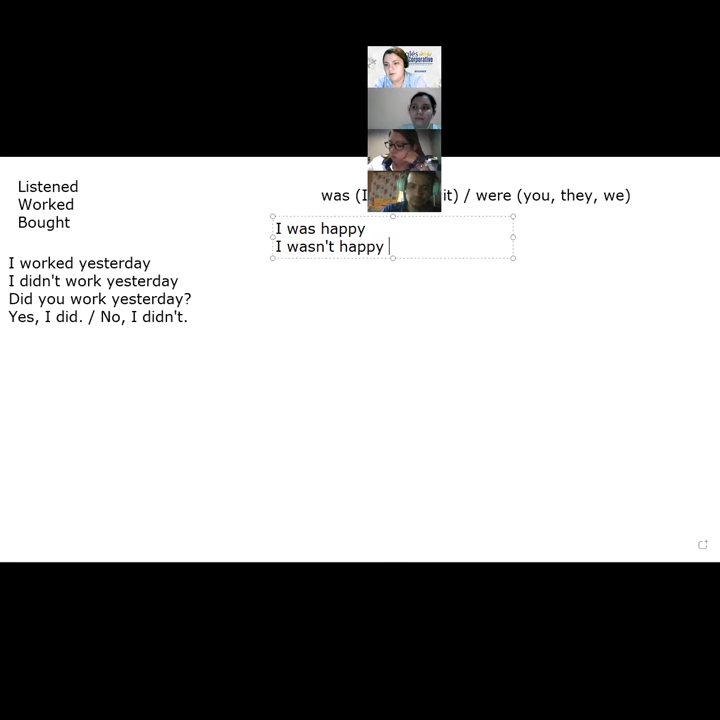 Corporativo
Listened
Worked
Bought
I worked yesterday
I didn't work yesterday
Did you work yesterday?
Yes, I did. / No, I didn't.
was (I it) / were (you, they, we)
I was happy
I wasn't happy